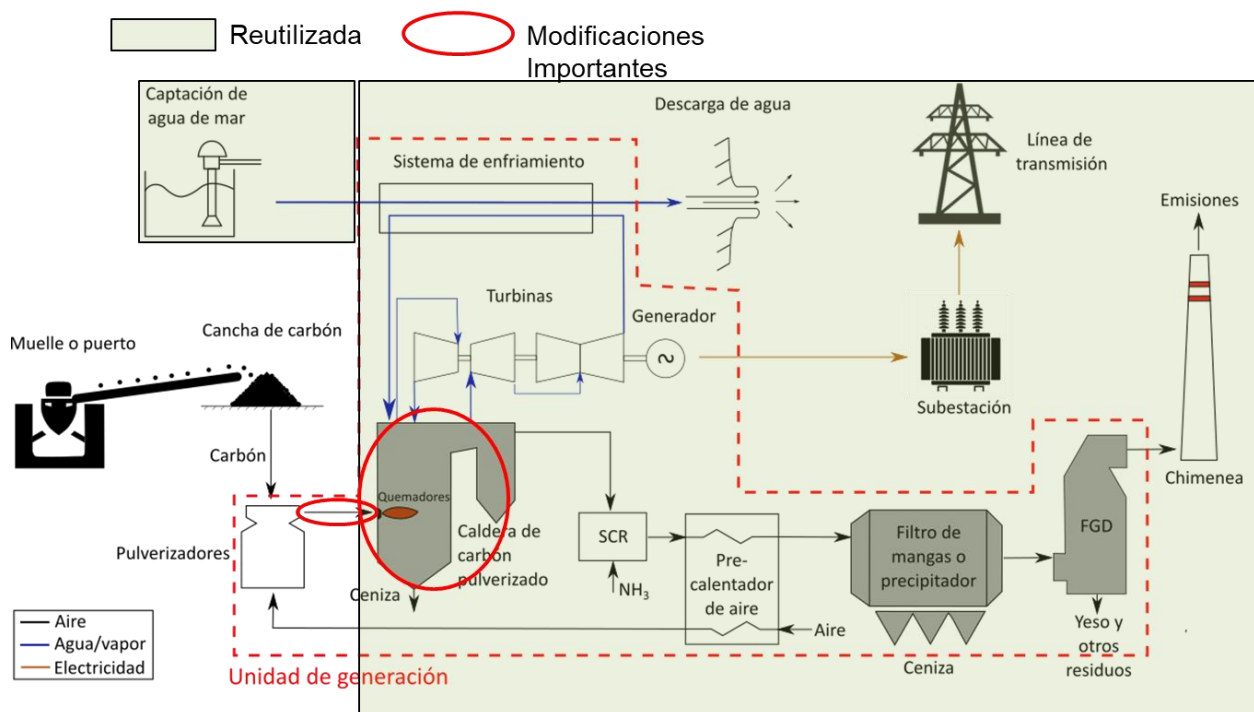 Reutilizada
Modificaciones
Importantes
Captación de
agua de mar
Descarga de agua
Línea de
transmisión
Sistema de enfriamiento
Emisiones
Turbinas
Generador
Muelle o puerto
Cancha de carbón
Subestación
Carbón
Chimenea
Quemadores
Pulverizadores
Caldera de
carbón
pulverizado
SCR
Pre-
calentador
de aire
Filtro de
mangas o
precipitador
FGD
Ceniza
NH₃
Aire
Ceniza
Yeso y
otros
residuos
Aire
Agua/vapor
Electricidad
Unidad de generación